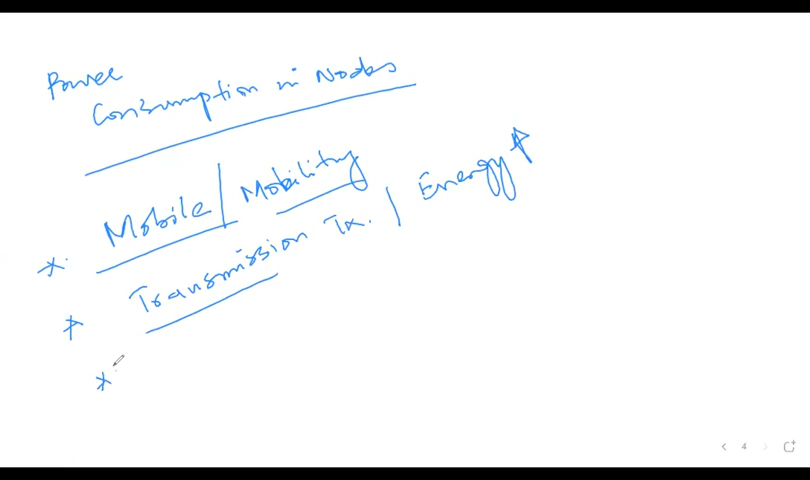 Power
Consumption in Nodes
* Mobile / Mobility
* Transmission Tx. / Energy ↑
*
4